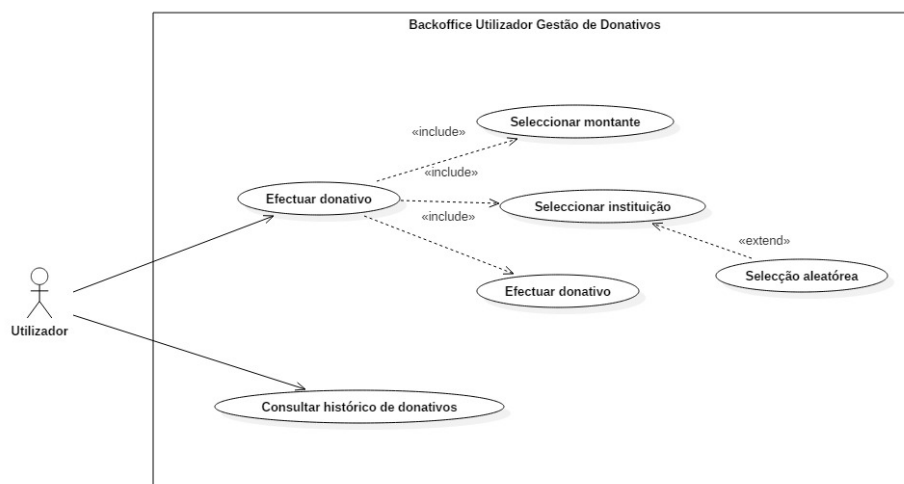 Backoffice Utilizador Gestão de Donativos
Seleccionar montante
«include»
«include»
Efectuar donativo
Seleccionar instituição
«include»
«extend»
Selecção aleatórea
Efectuar donativo
Utilizador
Consultar histórico de donativos